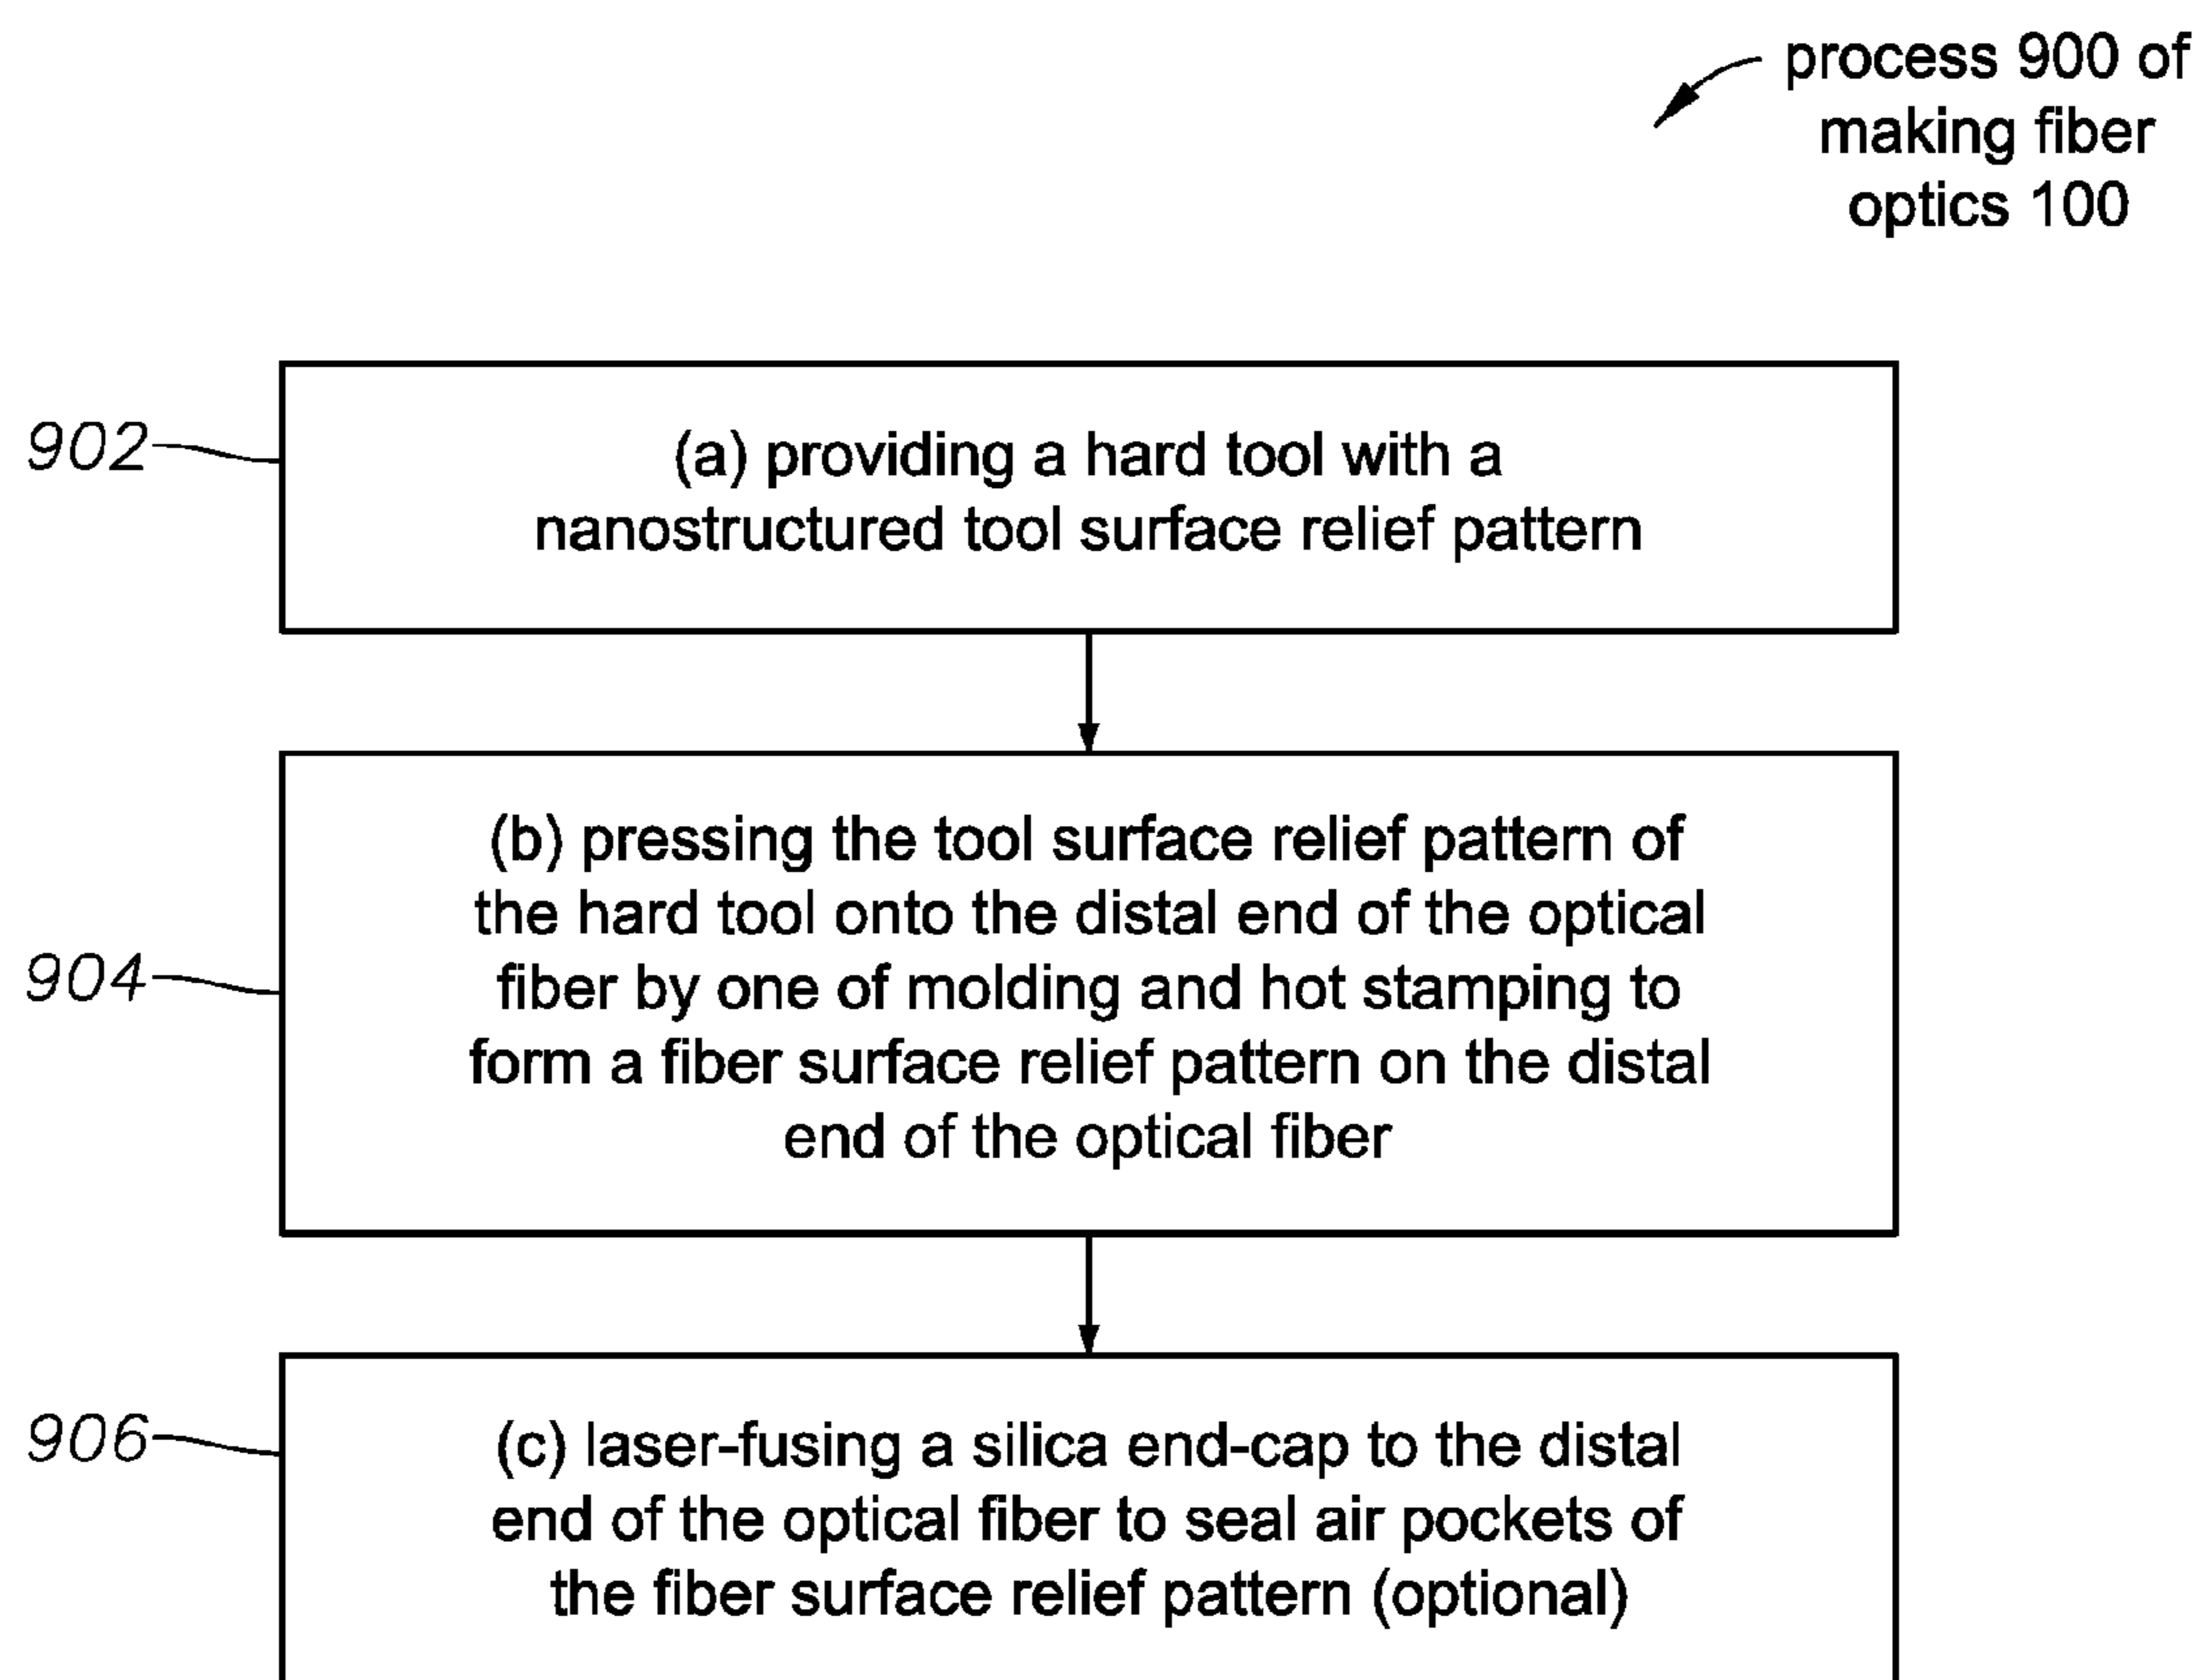 process 900 of
making fiber
optics 100
902
(a) providing a hard tool with a
nanostructured tool surface relief pattern
904
(b) pressing the tool surface relief pattern of
the hard tool onto the distal end of the optical
fiber by one of molding and hot stamping to
form a fiber surface relief pattern on the distal
end of the optical fiber
906
(c) laser-fusing a silica end-cap to the distal
end of the optical fiber to seal air pockets of
the fiber surface relief pattern (optional)